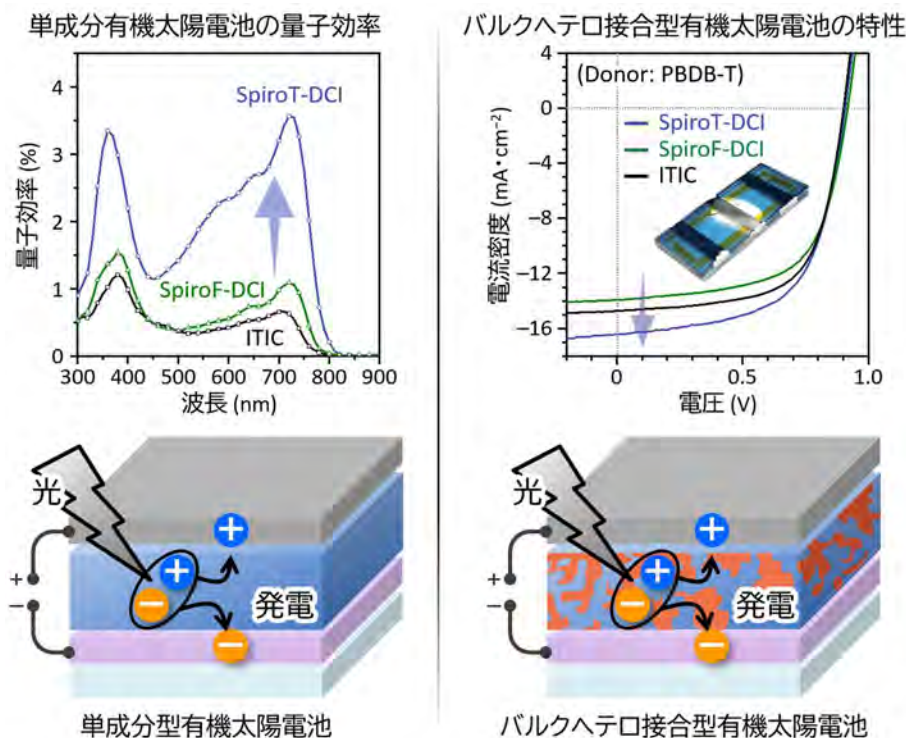 単成分有機太陽電池の量子効率
4
3
2
1
0
300 400 500 600 700 800 900
量子効率 (%)
波長 (nm)
SpiroT-DCI
SpiroF-DCI
ITIC
バルクヘテロ接合型有機太陽電池の特性
4
0
−4
−8
−12
−16
0 0.5 1.0
電流密度 (mA・cm⁻²)
電圧 (V)
(Donor: PBDB-T)
SpiroT-DCI
SpiroF-DCI
ITIC
光
+
−
+
+
−
発電
−
単成分型有機太陽電池
光
+
−
+
+
−
発電
−
バルクヘテロ接合型有機太陽電池